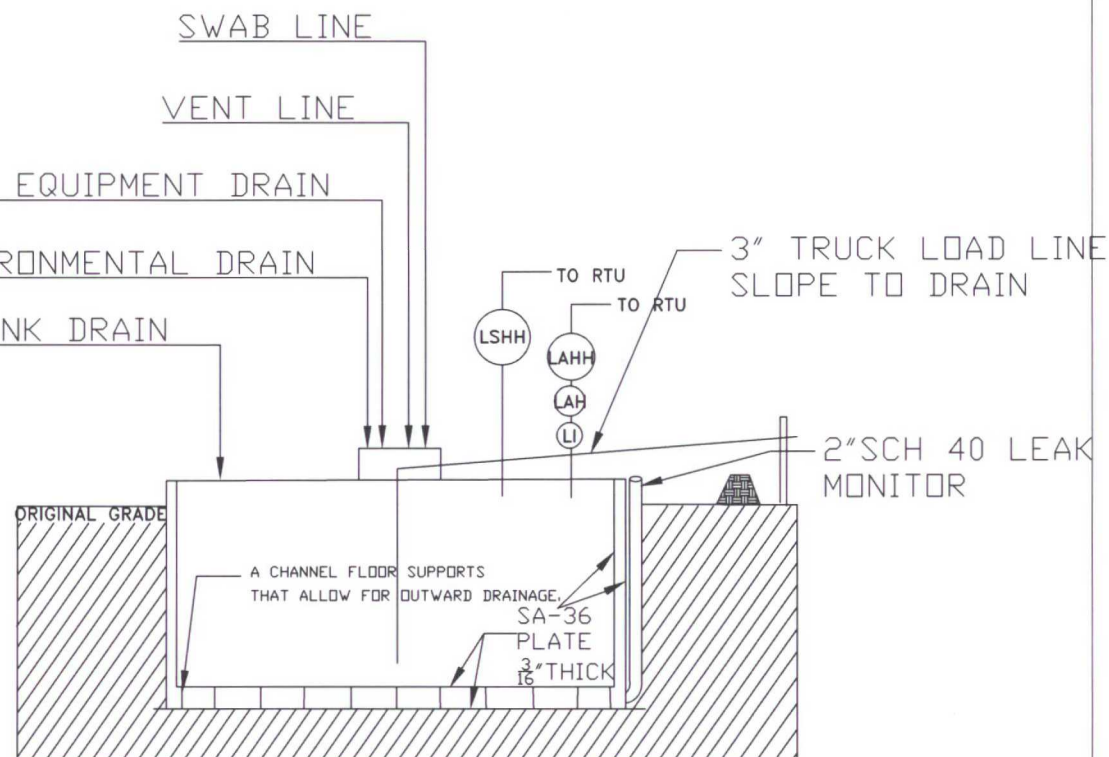 SWAB LINE
VENT LINE
EQUIPMENT DRAIN
RONMENTAL DRAIN
NK DRAIN
TO RTU
TO RTU
LSHH
LAHH
LAH
LI
3" TRUCK LOAD LINE
SLOPE TO DRAIN
2"SCH 40 LEAK
MONITOR
ORIGINAL GRADE
A CHANNEL FLOOR SUPPORTS
THAT ALLOW FOR OUTWARD DRAINAGE.
SA-36
PLATE
3/16"THICK